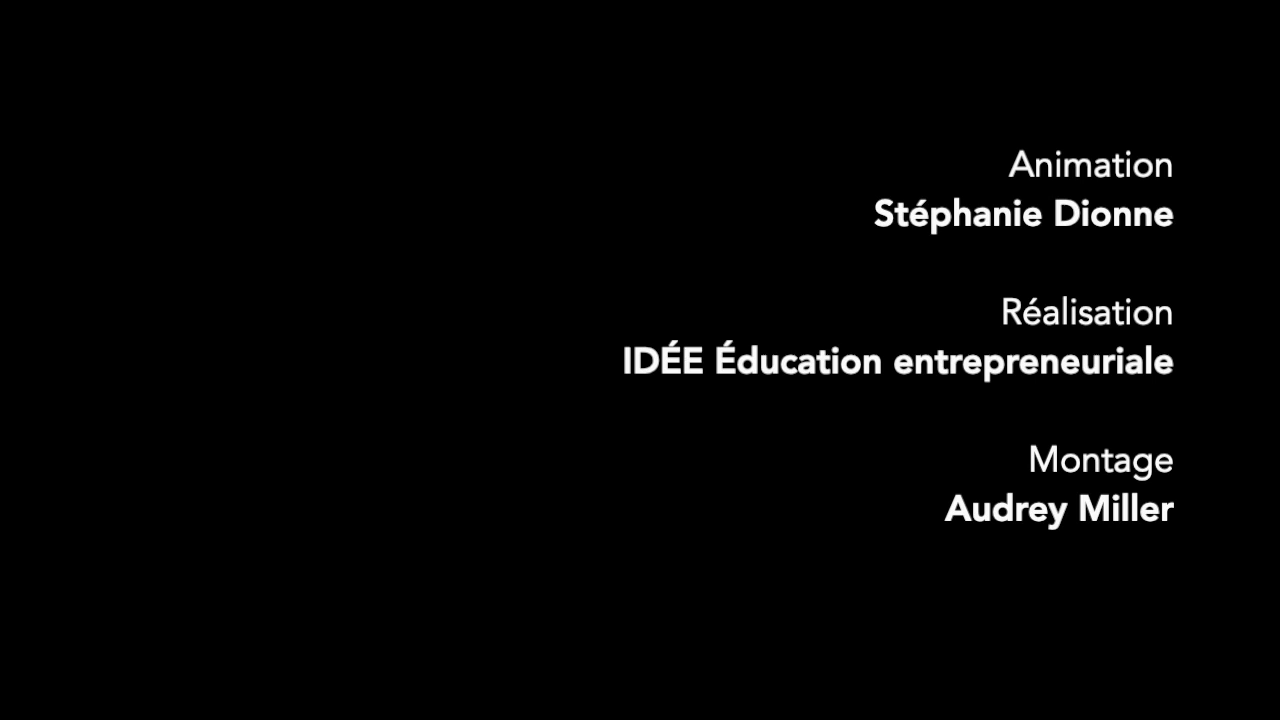 Animation
Stéphanie Dionne
Réalisation
IDÉE Éducation entrepreneuriale
Montage
Audrey Miller